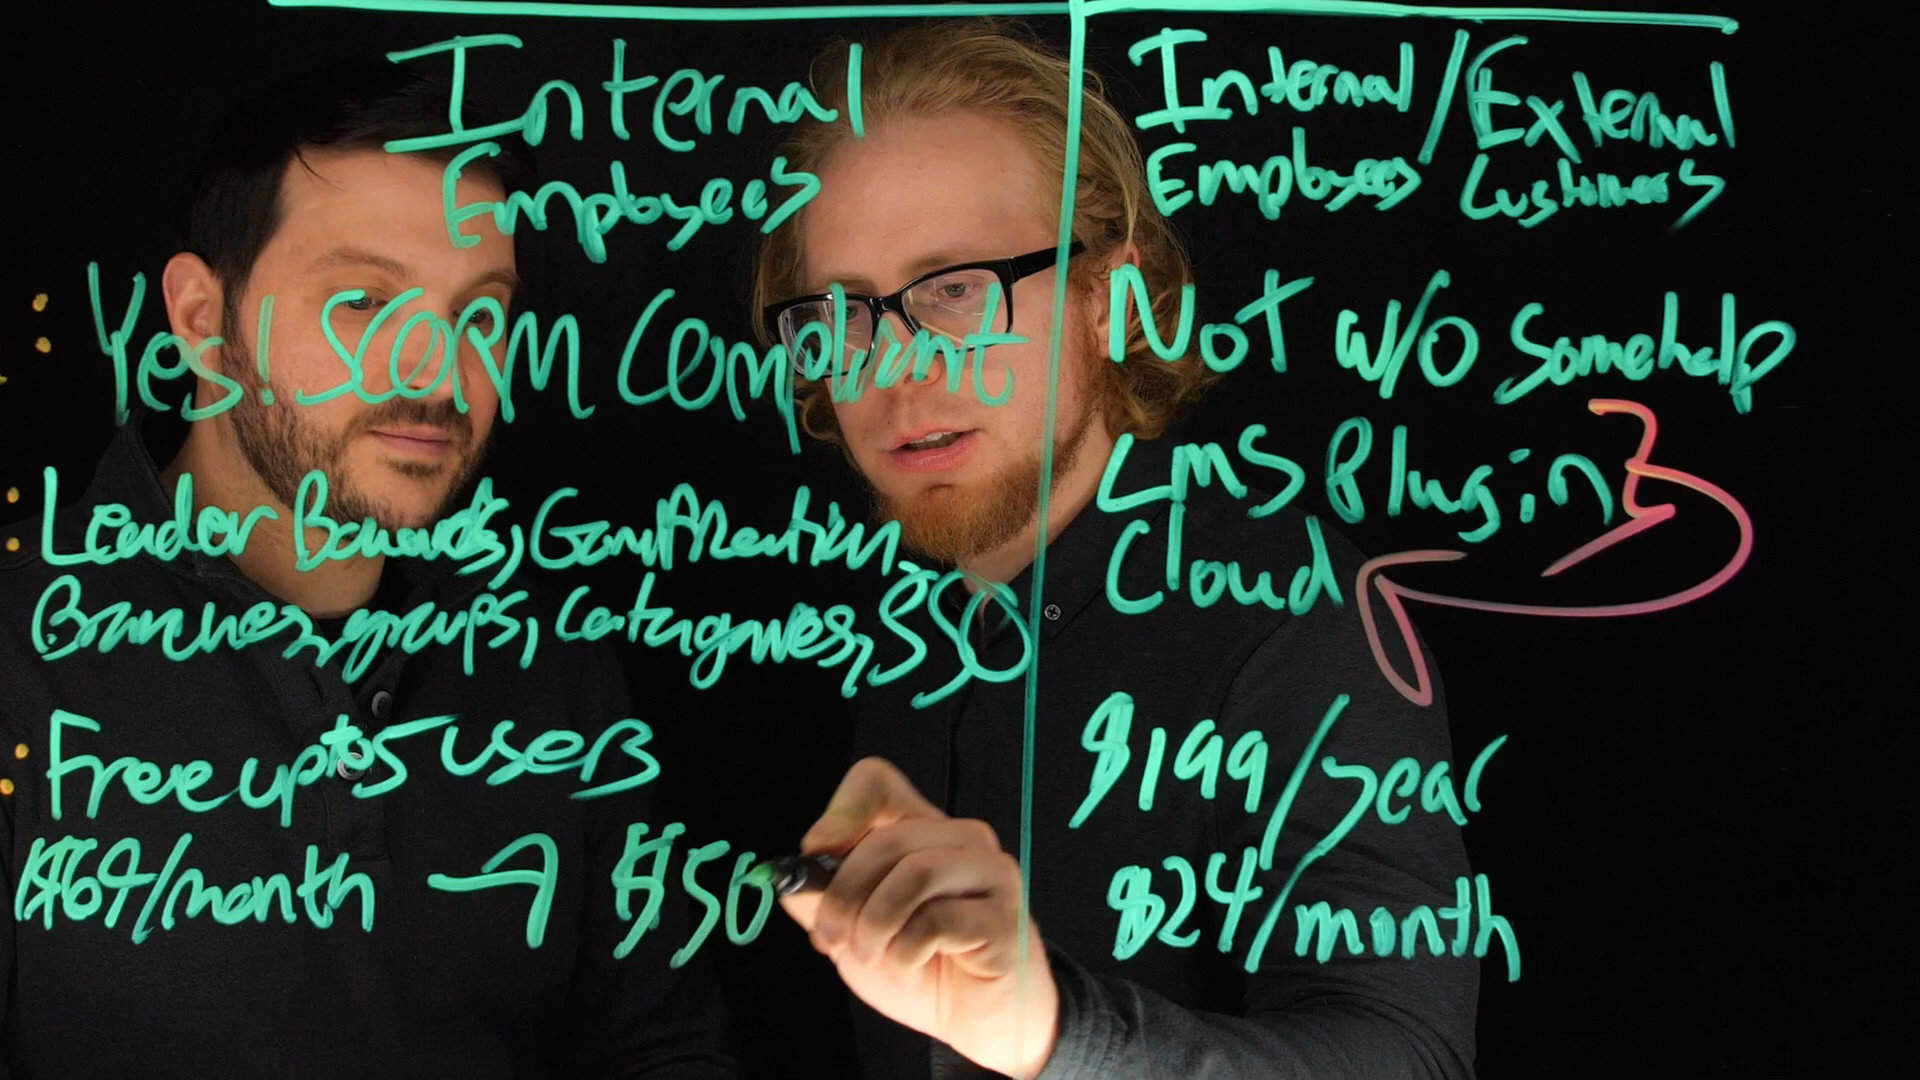 Internal
Employees
Yes! SCORM Compliant
Leader Boards, Gamification
Branches, groups, catagories, SSO
Free up to 5 users
$69/month → $50
Internal Employees / External Customers
Not w/o some help
LMS Plugin
Cloud
$199/year
$24/month